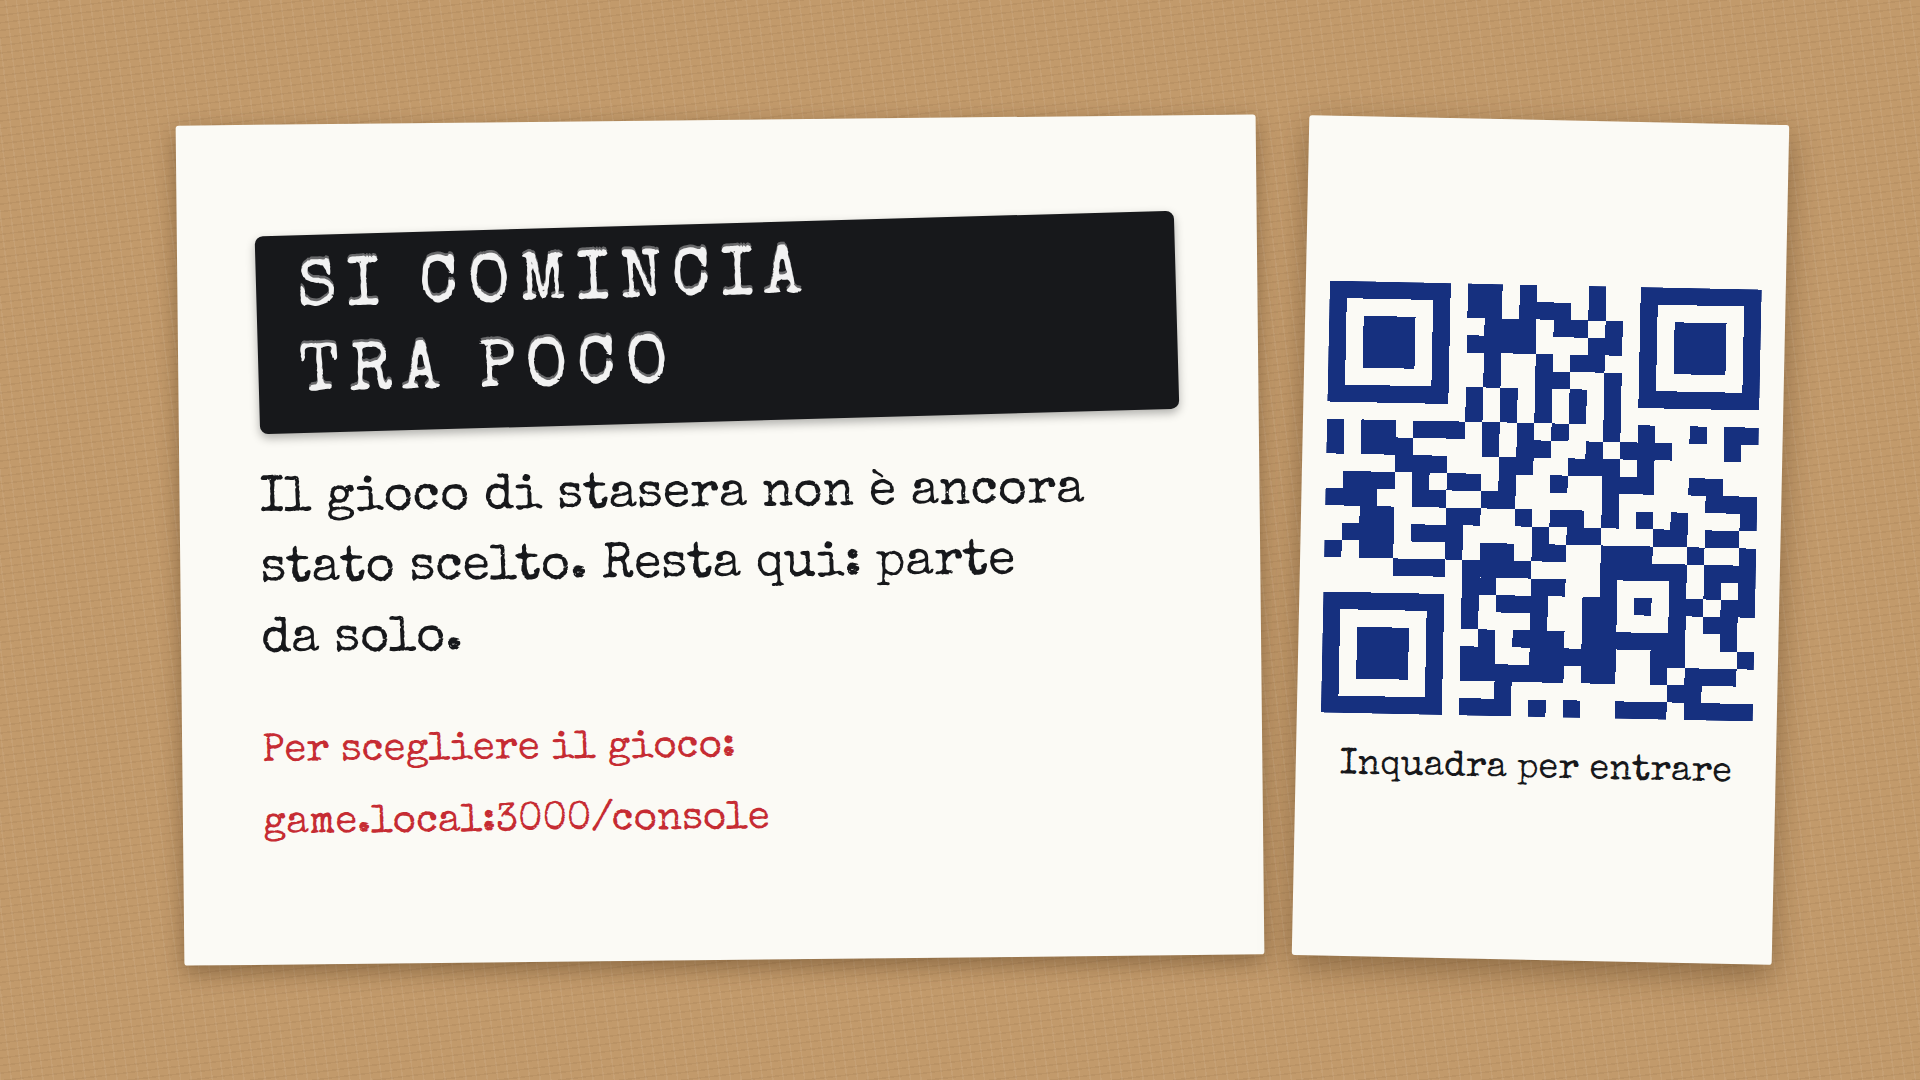 SI COMINCIA
TRA POCO
Il gioco di stasera non è ancora
stato scelto. Resta qui: parte
da solo.
Per scegliere il gioco:
game.local:3000/console
Inquadra per entrare